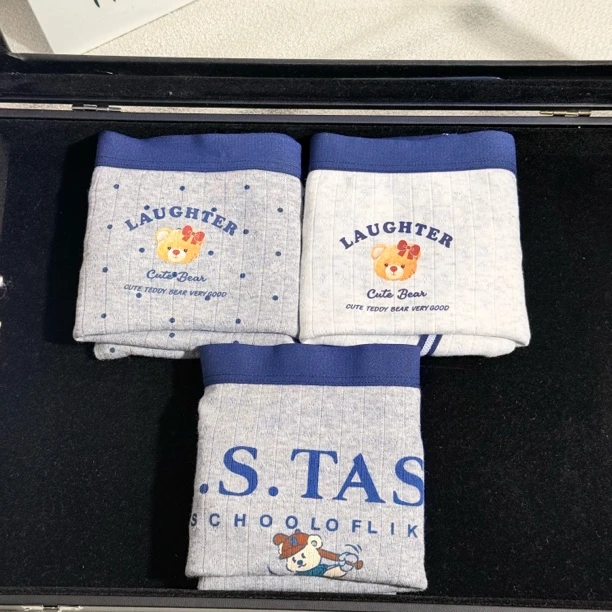 LAUGHTER
Cute Bear
CUTE TEDDY BEAR VERY GOOD
LAUGHTER
Cute Bear
CUTE TEDDY BEAR VERY GOOD
.S.TAS
SCHOOLOFLIK